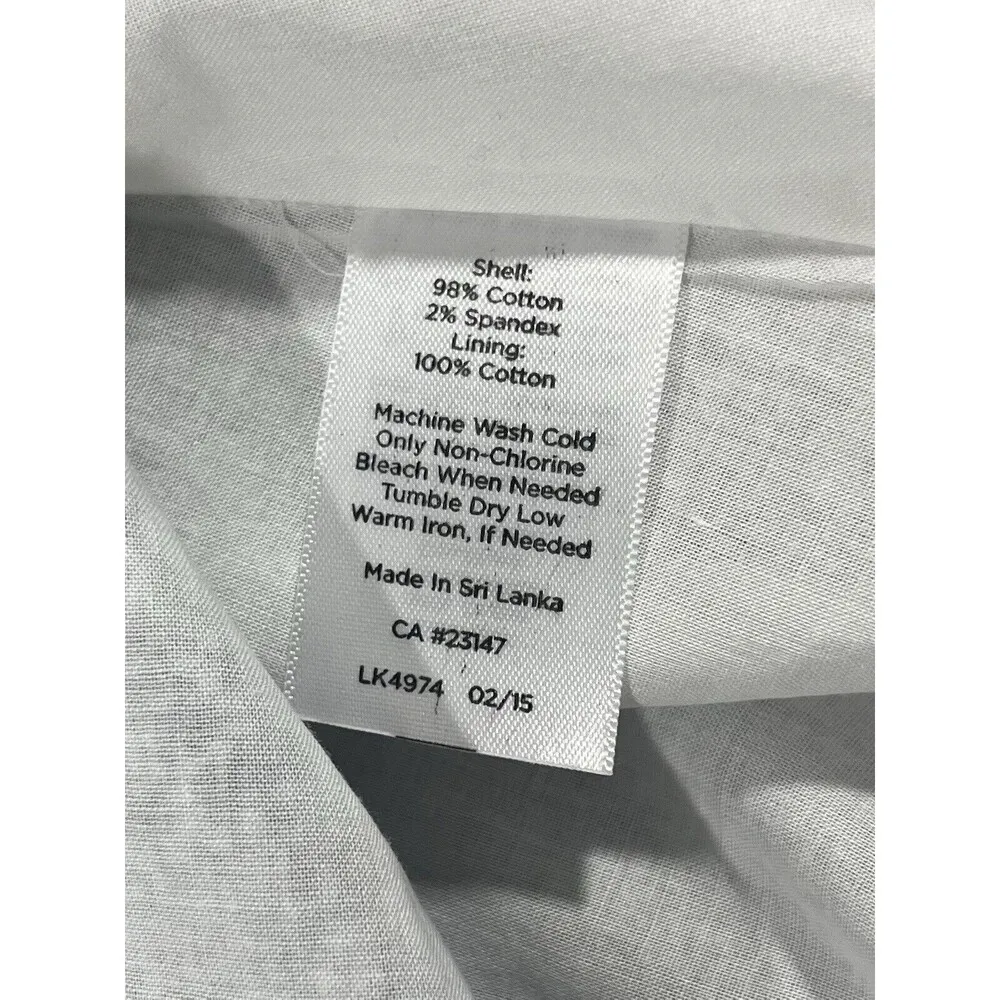 Shell:
98% Cotton
2% Spandex
Lining:
100% Cotton
Machine Wash Cold
Only Non-Chlorine
Bleach When Needed
Tumble Dry Low
Warm Iron, If Needed
Made In Sri Lanka
CA #23147
LK4974 02/15